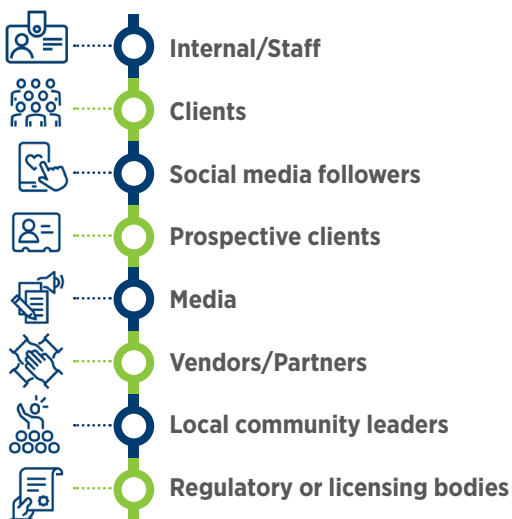 Internal/Staff
Clients
Social media followers
Prospective clients
Media
Vendors/Partners
Local community leaders
Regulatory or licensing bodies